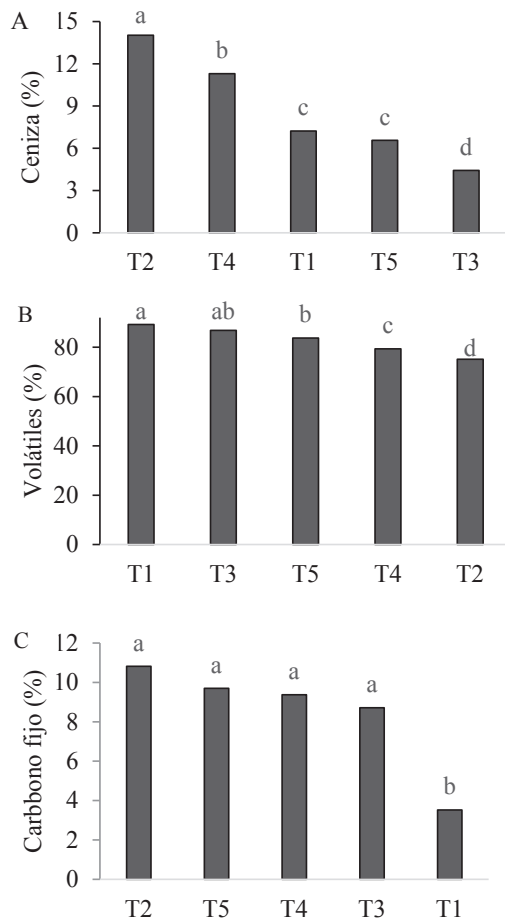 A
Ceniza (%)
15
12
9
6
3
0
a
b
c
c
d
T2 T4 T1 T5 T3
B
Volátiles (%)
80
60
40
20
0
a
ab
b
c
d
T1 T3 T5 T4 T2
C
Carbbono fijo (%)
12
10
8
6
4
2
0
a
a
a
a
b
T2 T5 T4 T3 T1